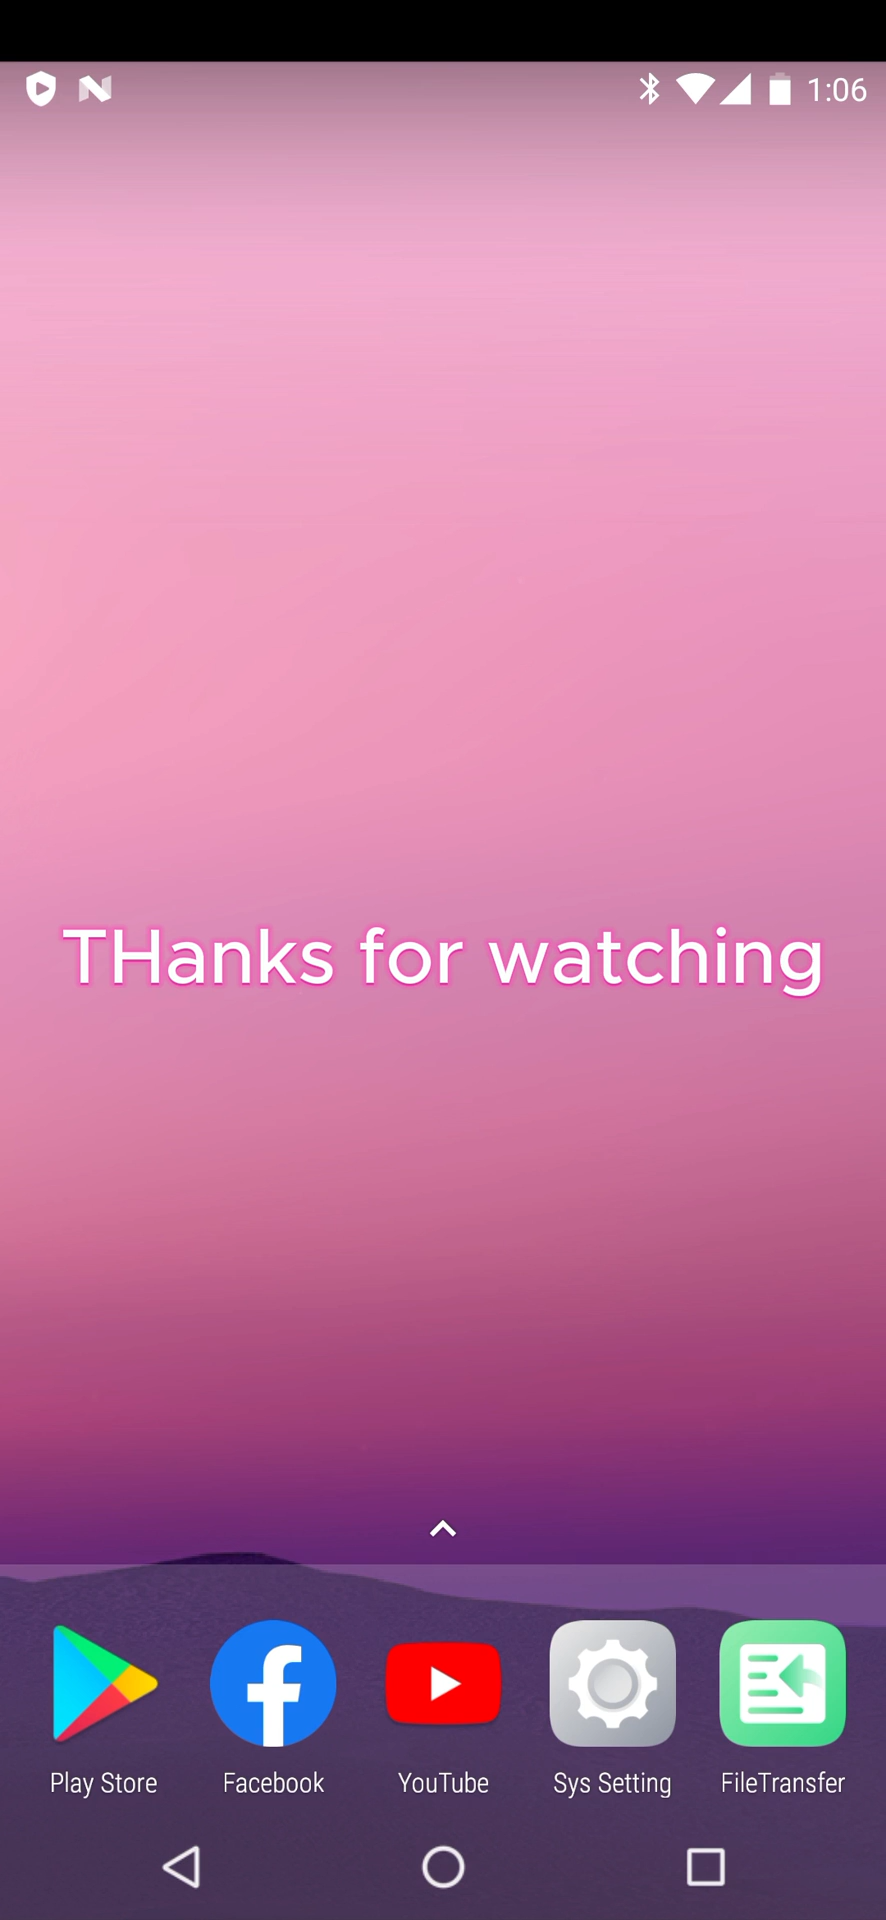 1:06
THanks for watching
Play Store
Facebook
YouTube
Sys Setting
FileTransfer